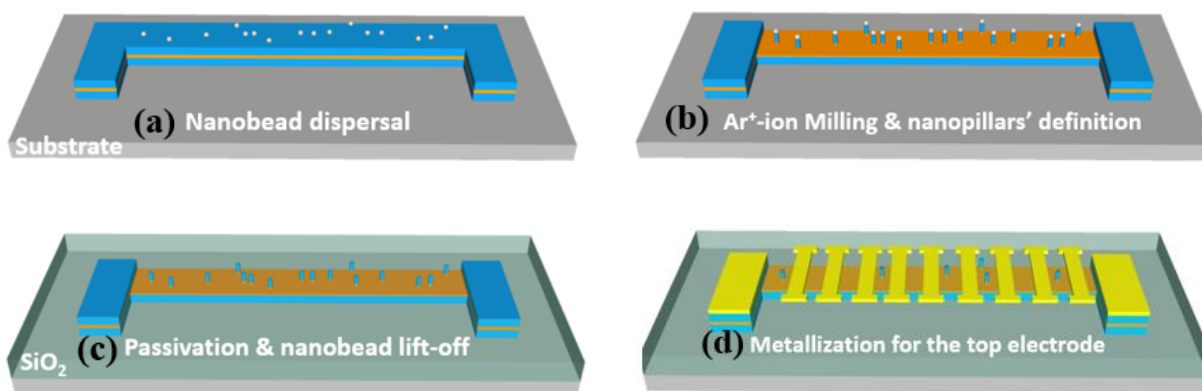 (a) Nanobead dispersal
Substrate
(b) Ar⁺-ion Milling & nanopillars’ definition
(c) Passivation & nanobead lift-off
SiO₂
(d) Metallization for the top electrode